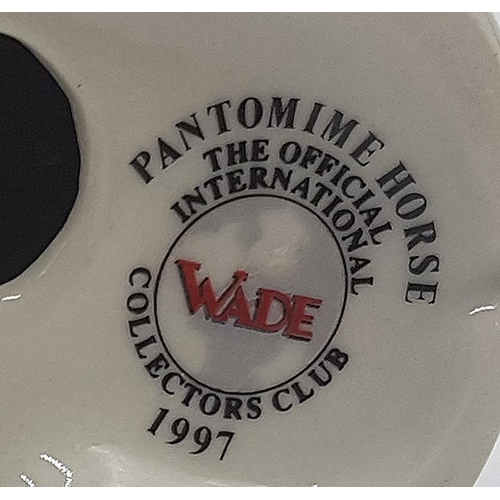 PANTOMIME HORSE
THE OFFICIAL
INTERNATIONAL
WADE
COLLECTORS CLUB
1997